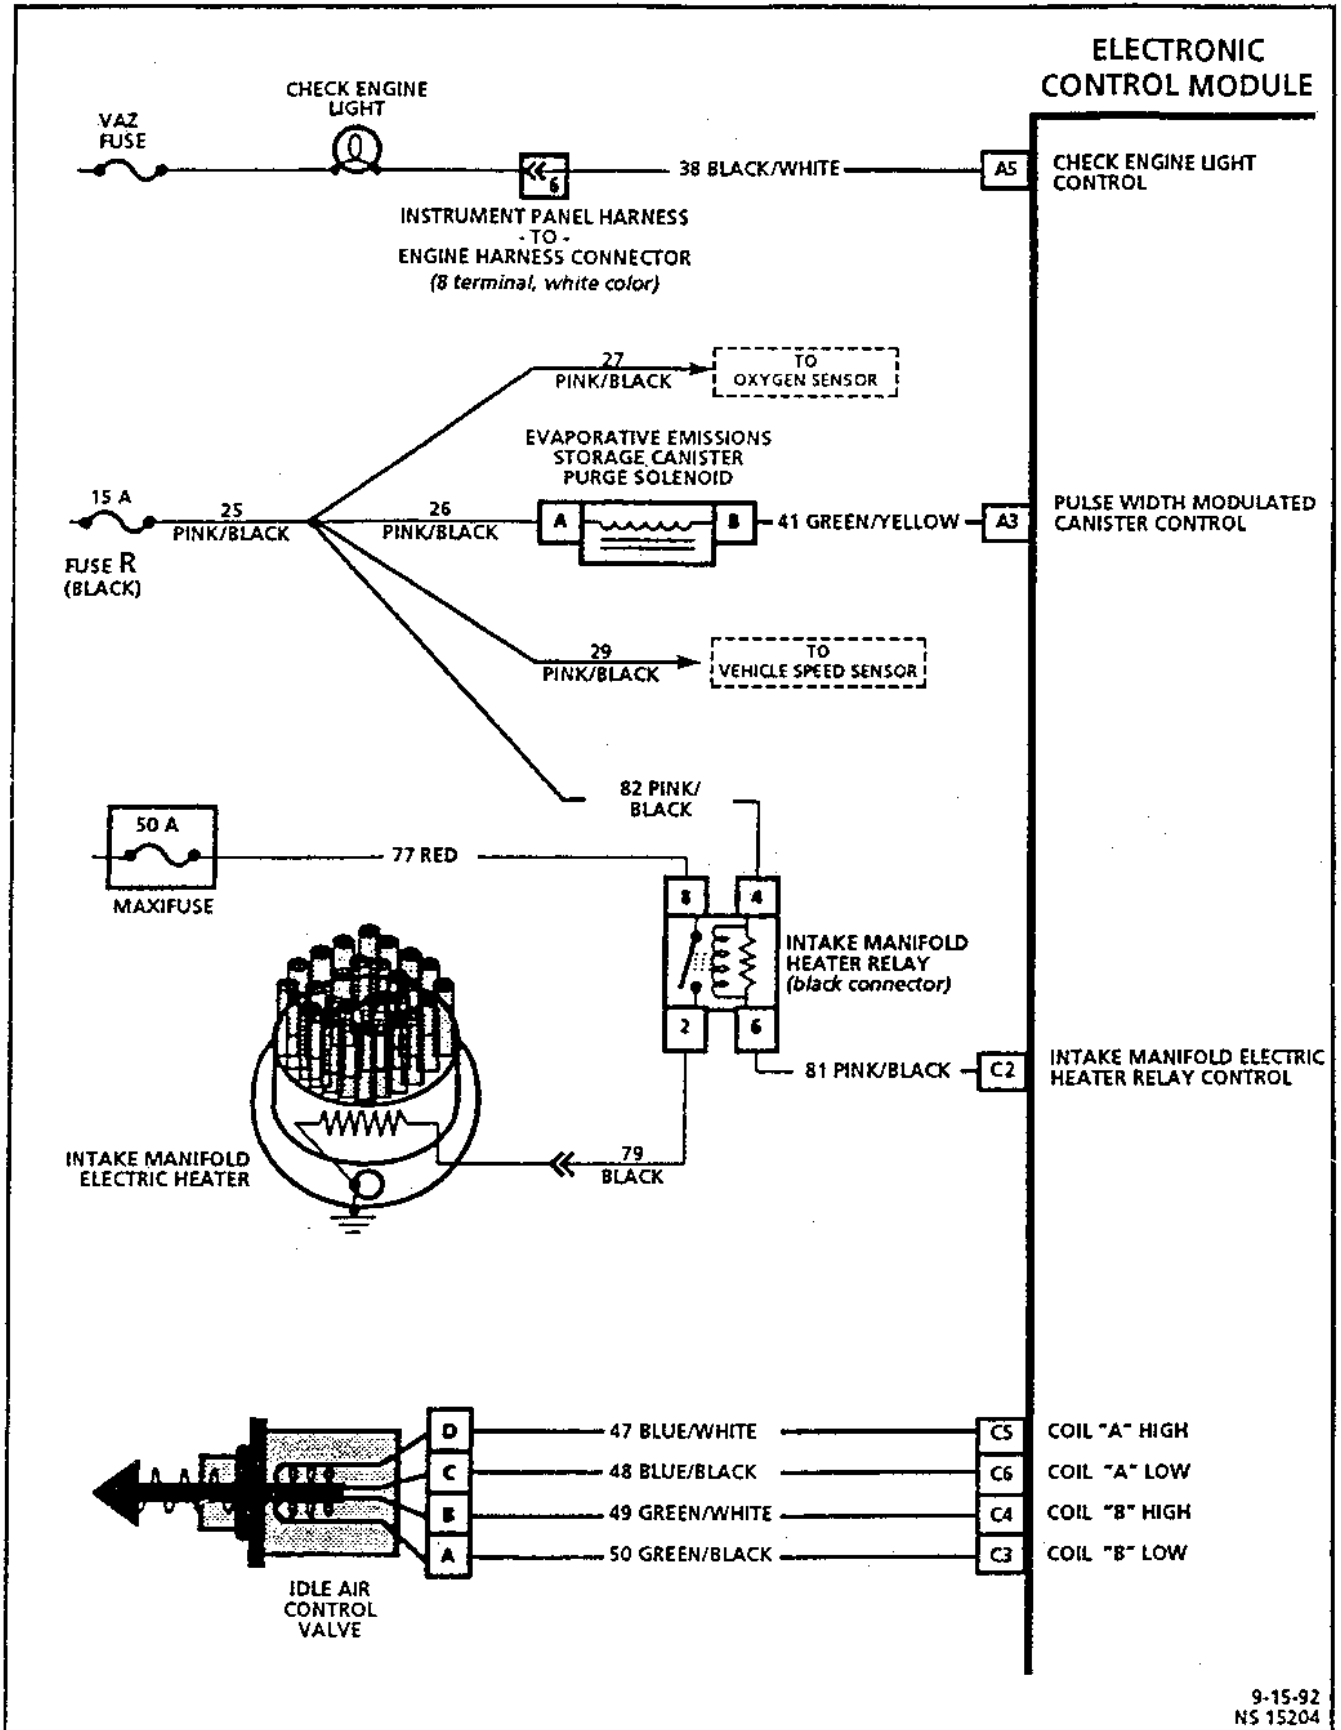 ELECTRONIC
CONTROL MODULE
CHECK ENGINE
LIGHT
VAZ
FUSE
6
38 BLACK/WHITE
A5
CHECK ENGINE LIGHT
CONTROL
INSTRUMENT PANEL HARNESS
- TO -
ENGINE HARNESS CONNECTOR
(8 terminal, white color)
27
PINK/BLACK
TO
OXYGEN SENSOR
EVAPORATIVE EMISSIONS
STORAGE CANISTER
PURGE SOLENOID
15 A
25
PINK/BLACK
26
PINK/BLACK
A
B
41 GREEN/YELLOW
A3
PULSE WIDTH MODULATED
CANISTER CONTROL
FUSE R
(BLACK)
29
PINK/BLACK
TO
VEHICLE SPEED SENSOR
82 PINK/
BLACK
50 A
77 RED
MAXIFUSE
8
4
INTAKE MANIFOLD
HEATER RELAY
(black connector)
2
6
81 PINK/BLACK
C2
INTAKE MANIFOLD ELECTRIC
HEATER RELAY CONTROL
79
BLACK
INTAKE MANIFOLD
ELECTRIC HEATER
D
47 BLUE/WHITE
C5
COIL "A" HIGH
C
48 BLUE/BLACK
C6
COIL "A" LOW
B
49 GREEN/WHITE
C4
COIL "B" HIGH
A
50 GREEN/BLACK
C3
COIL "B" LOW
IDLE AIR
CONTROL
VALVE
9-15-92
NS 15204